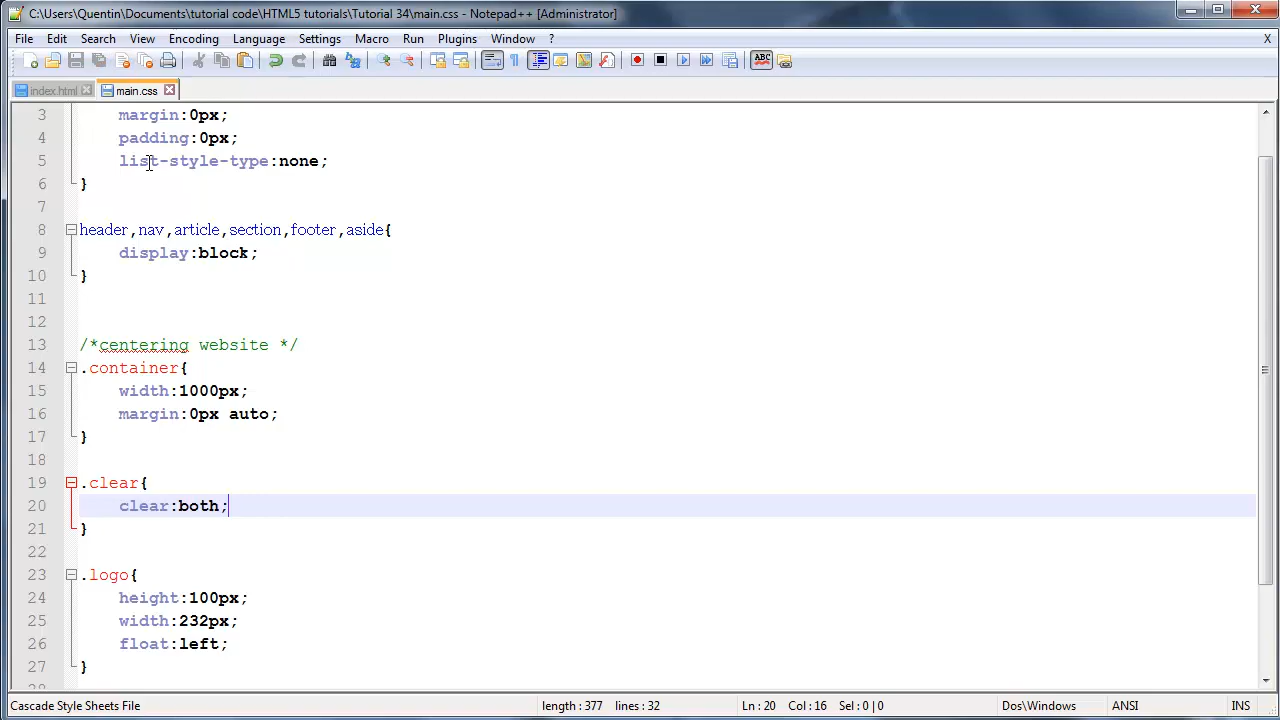 C:\Users\Quentin\Documents\tutorial code\HTML5 tutorials\Tutorial 34\main.css - Notepad++ [Administrator]
File Edit Search View Encoding Language Settings Macro Run Plugins Window ? X
index.html main.css
3 margin:0px;
4 padding:0px;
5 list-style-type:none;
6 }
7
8 header,nav,article,section,footer,aside{
9 display:block;
10 }
11
12
13 /*centering website */
14 .container{
15 width:1000px;
16 margin:0px auto;
17 }
18
19 .clear{
20 clear:both;
21 }
22
23 .logo{
24 height:100px;
25 width:232px;
26 float:left;
27 }
28
Cascade Style Sheets File length : 377 lines : 32 Ln : 20 Col : 16 Sel : 0 | 0 Dos\Windows ANSI INS